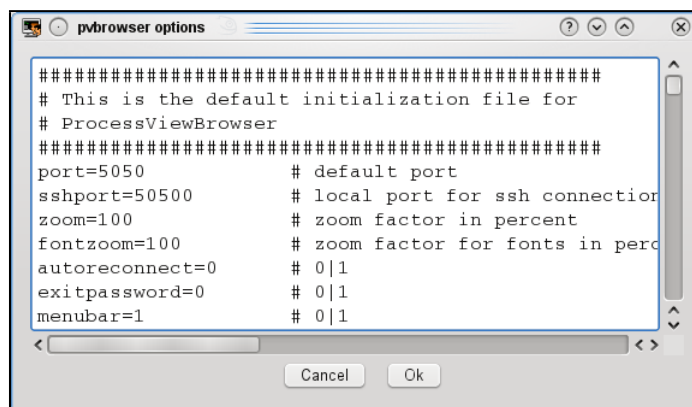 pvbrowser options
###############################################
# This is the default initialization file for
# ProcessViewBrowser
###############################################
port=5050 # default port
sshport=50500 # local port for ssh connection
zoom=100 # zoom factor in percent
fontzoom=100 # zoom factor for fonts in perc
autoreconnect=0 # 0|1
exitpassword=0 # 0|1
menubar=1 # 0|1
Cancel Ok